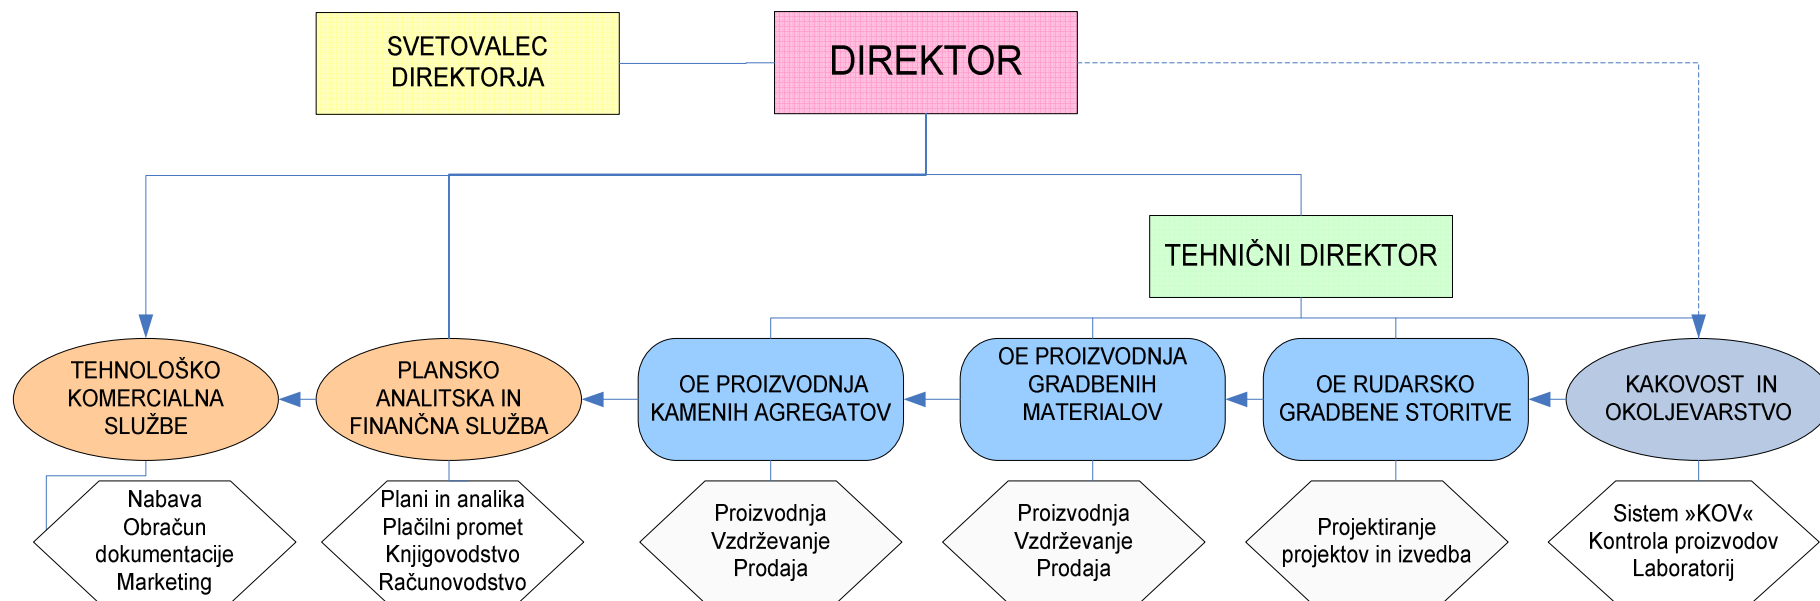 SVETOVALEC
DIREKTORJA
DIREKTOR
TEHNIČNI DIREKTOR
TEHNOLOŠKO
KOMERCIALNA
SLUŽBE
PLANSKO
ANALITSKA IN
FINANČNA SLUŽBA
OE PROIZVODNJA
KAMENIH AGREGATOV
OE PROIZVODNJA
GRADBENIH
MATERIALOV
OE RUDARSKO
GRADBENE STORITVE
KAKOVOST IN
OKOLJEVARSTVO
Nabava
Obračun
dokumentacije
Marketing
Plani in analika
Plačilni promet
Knjigovodstvo
Računovodstvo
Proizvodnja
Vzdrževanje
Prodaja
Proizvodnja
Vzdrževanje
Prodaja
Projektiranje
projektov in izvedba
Sistem »KOV«
Kontrola proizvodov
Laboratorij